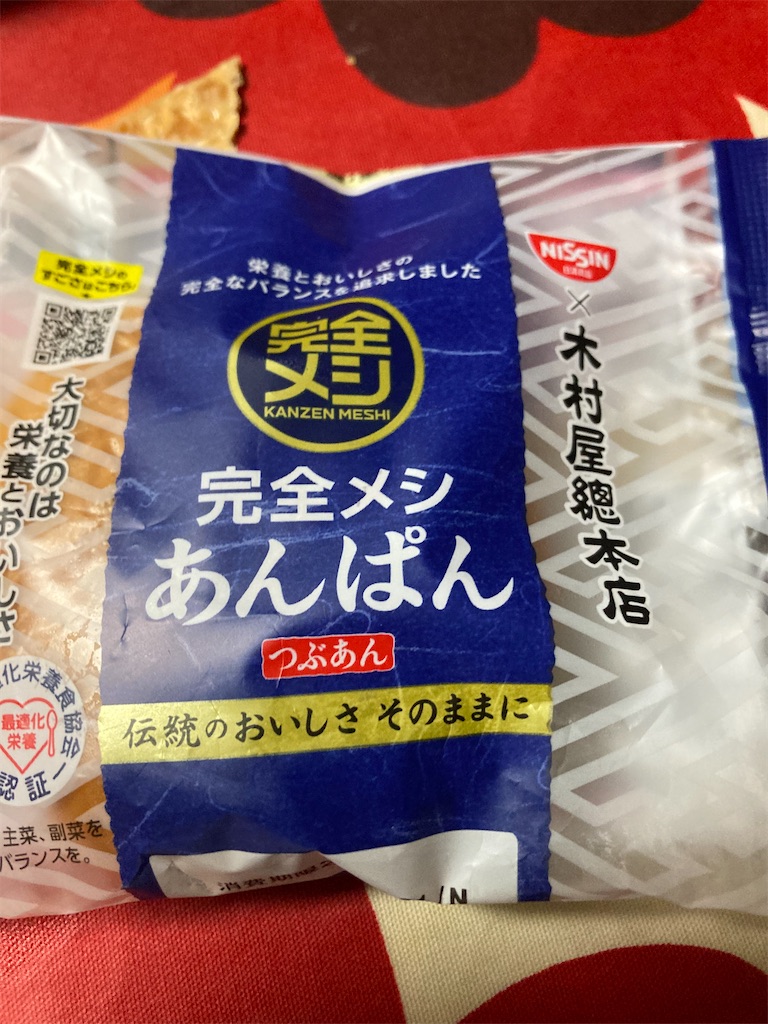 栄養とおいしさの
完全なバランスを追求しました
完全
メシ
KANZEN MESHI
完全メシ
あんぱん
つぶあん
伝統のおいしさ そのままに
NISSIN
日清食品
×
木村屋總本店
完全メシの
すごさはこちら。
大切なのは
栄養とおいしさ
化栄養食協会
最適化
栄養
認証
主菜、副菜を
バランスを。
消費期限
/N